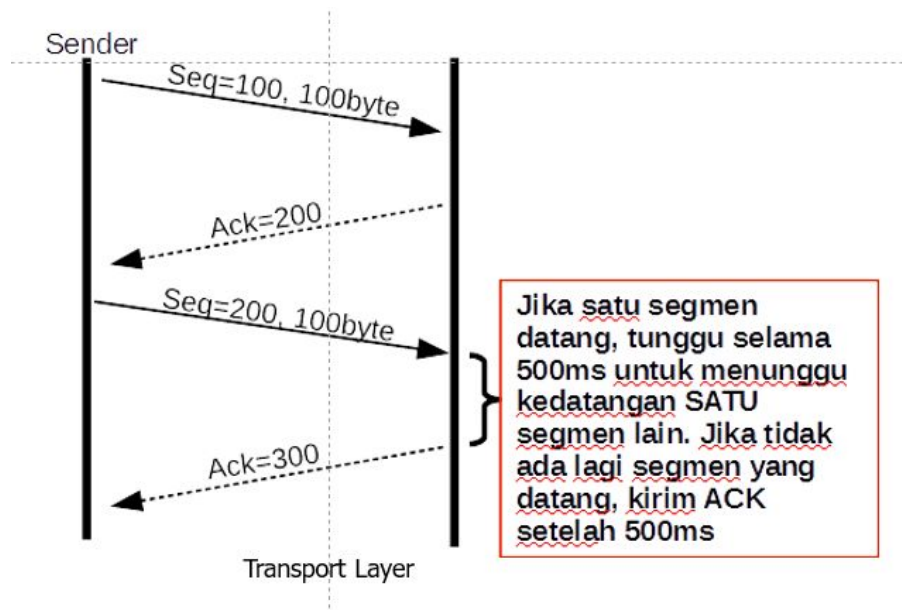 Sender
Seq=100, 100byte
Ack=200
Seq=200, 100byte
Jika satu segmen
datang, tunggu selama
500ms untuk menunggu
kedatangan SATU
segmen lain. Jika tidak
ada lagi segmen yang
datang, kirim ACK
setelah 500ms
Ack=300
Transport Layer